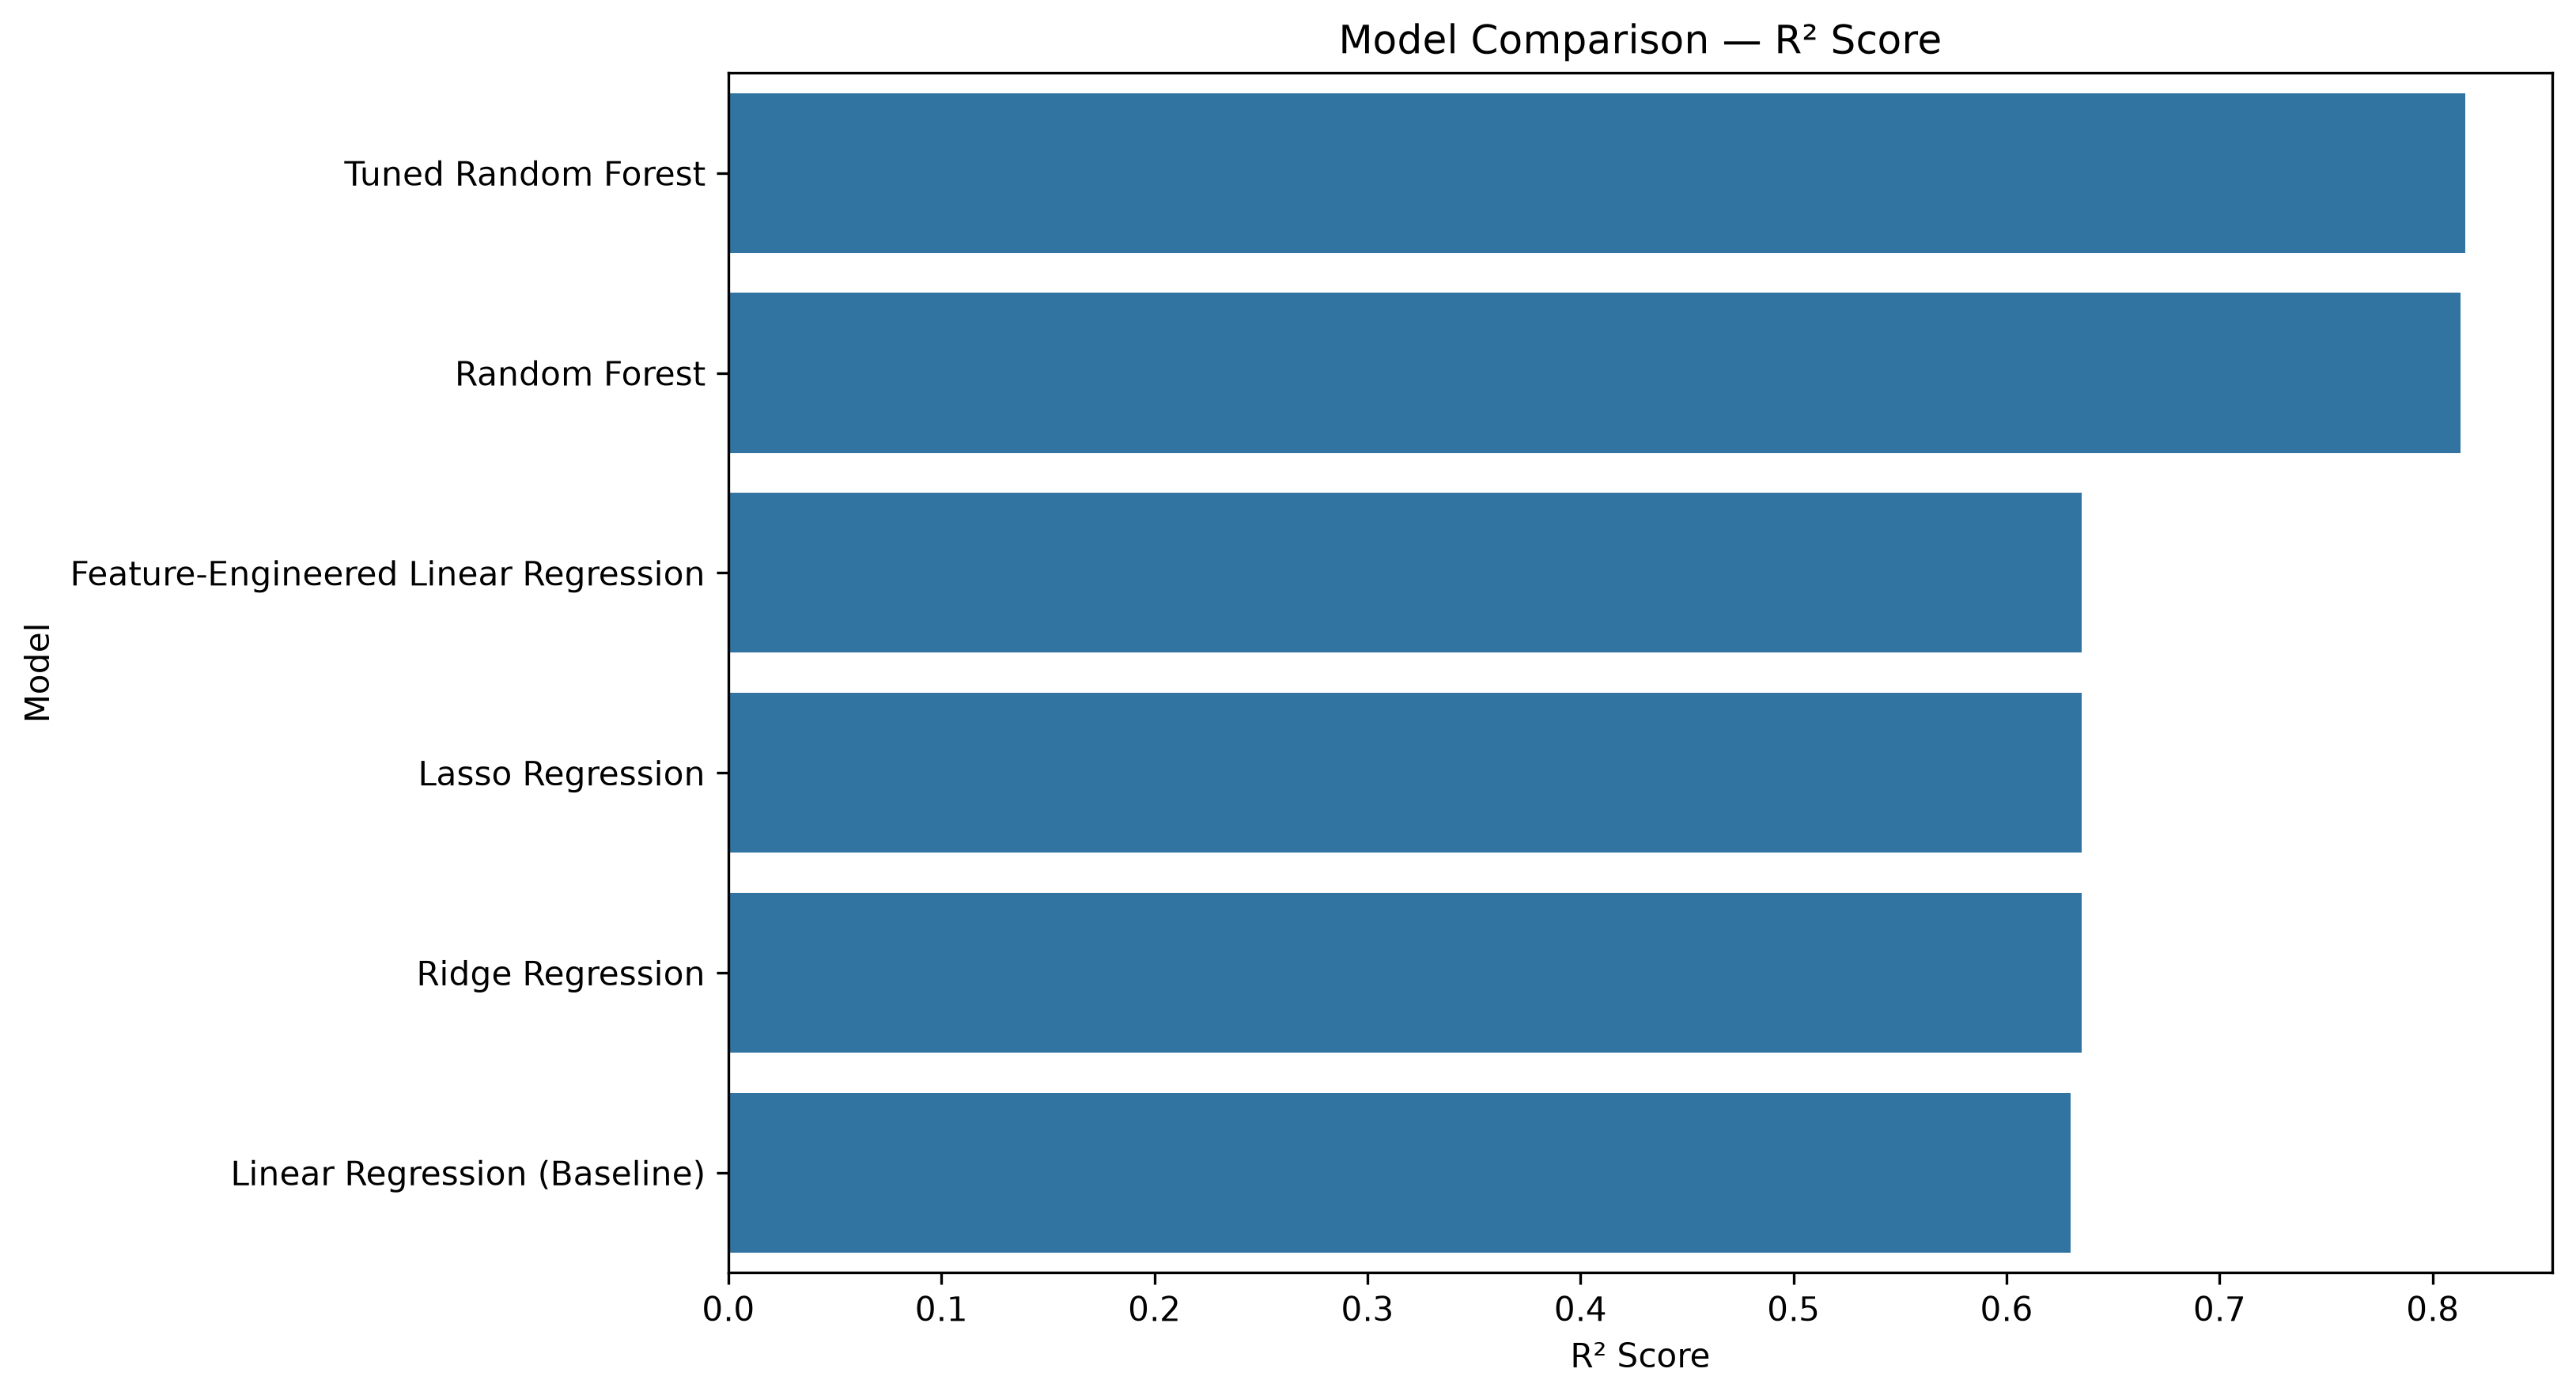 Model Comparison — R² Score
Tuned Random Forest
Random Forest
Feature-Engineered Linear Regression
Lasso Regression
Ridge Regression
Linear Regression (Baseline)
Model
0.0 0.1 0.2 0.3 0.4 0.5 0.6 0.7 0.8
R² Score